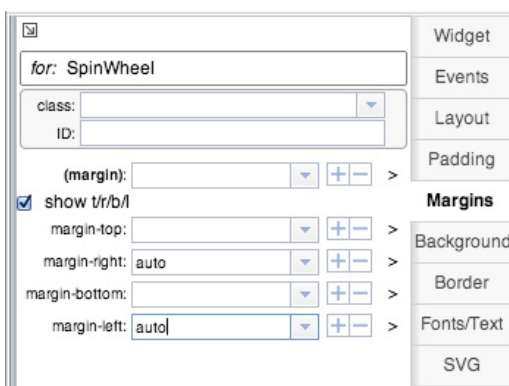 for: SpinWheel
class:
ID:
(margin):
show t/r/b/l
margin-top:
margin-right: auto
margin-bottom:
margin-left: auto
Widget
Events
Layout
Padding
Margins
Background
Border
Fonts/Text
SVG